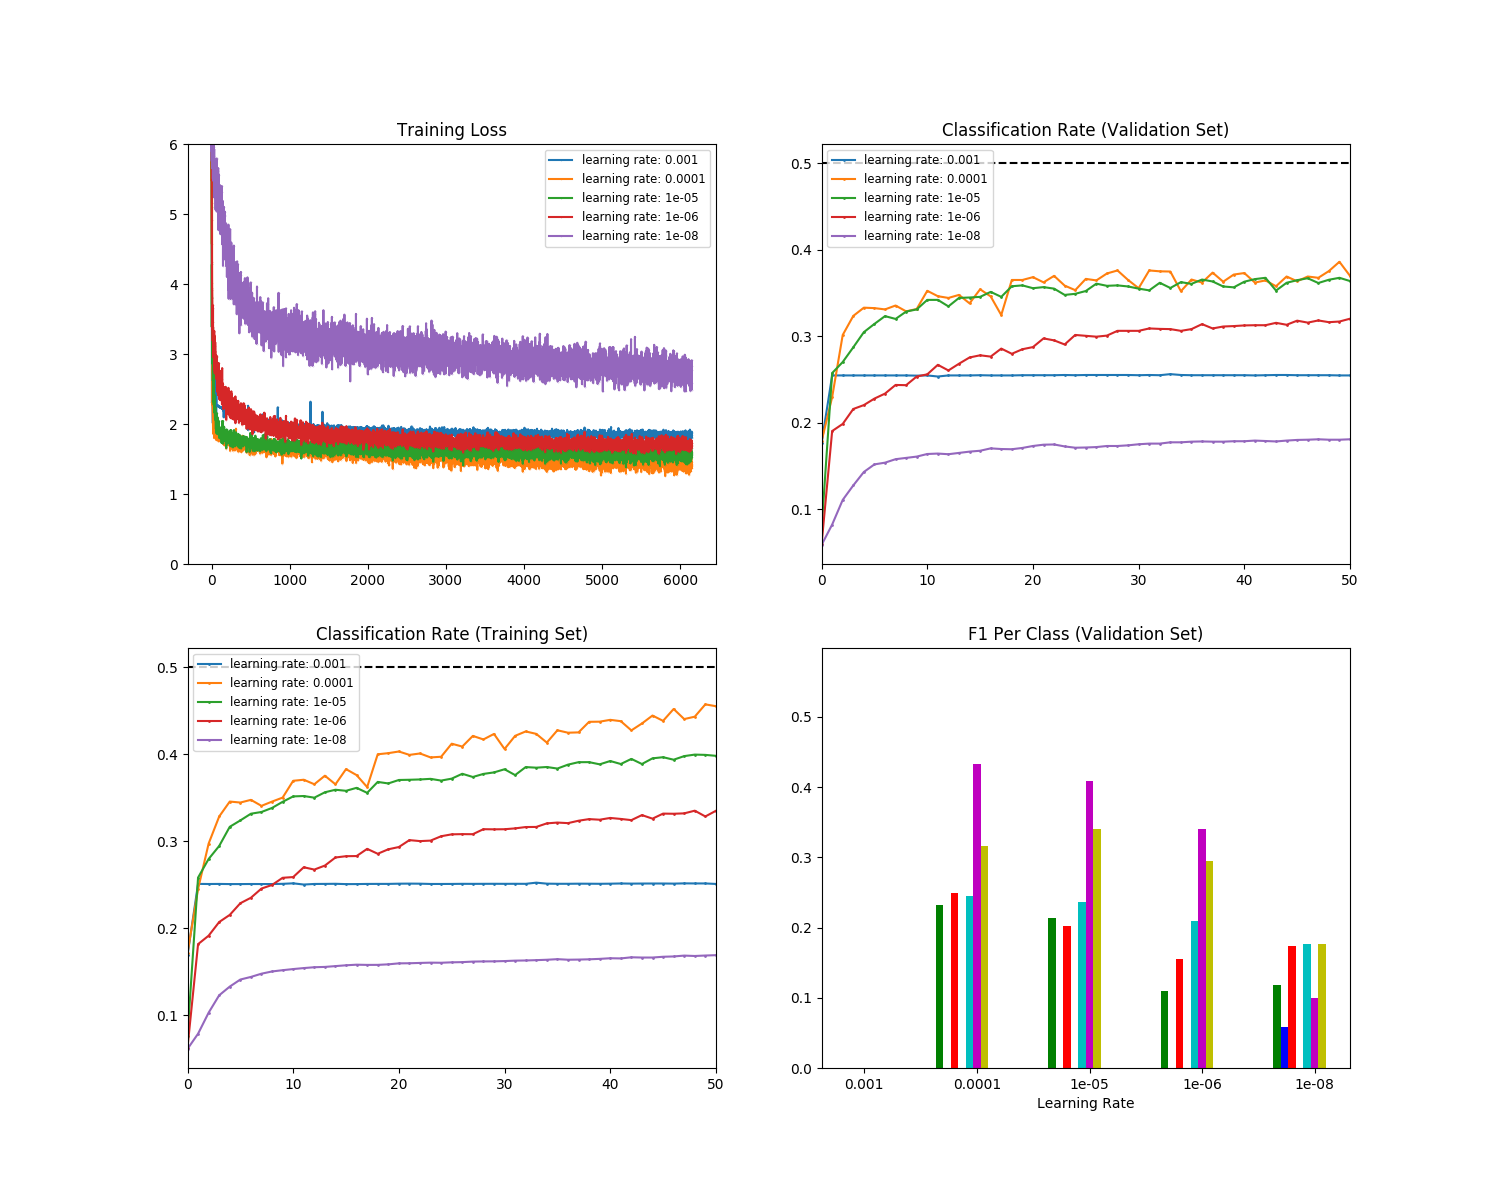 Training Loss
6
5
4
3
2
1
0
0 1000 2000 3000 4000 5000 6000
learning rate: 0.001
learning rate: 0.0001
learning rate: 1e-05
learning rate: 1e-06
learning rate: 1e-08
Classification Rate (Validation Set)
0.5
0.4
0.3
0.2
0.1
0 10 20 30 40 50
learning rate: 0.001
learning rate: 0.0001
learning rate: 1e-05
learning rate: 1e-06
learning rate: 1e-08
Classification Rate (Training Set)
0.5
0.4
0.3
0.2
0.1
0 10 20 30 40 50
learning rate: 0.001
learning rate: 0.0001
learning rate: 1e-05
learning rate: 1e-06
learning rate: 1e-08
F1 Per Class (Validation Set)
0.5
0.4
0.3
0.2
0.1
0.0
0.001 0.0001 1e-05 1e-06 1e-08
Learning Rate